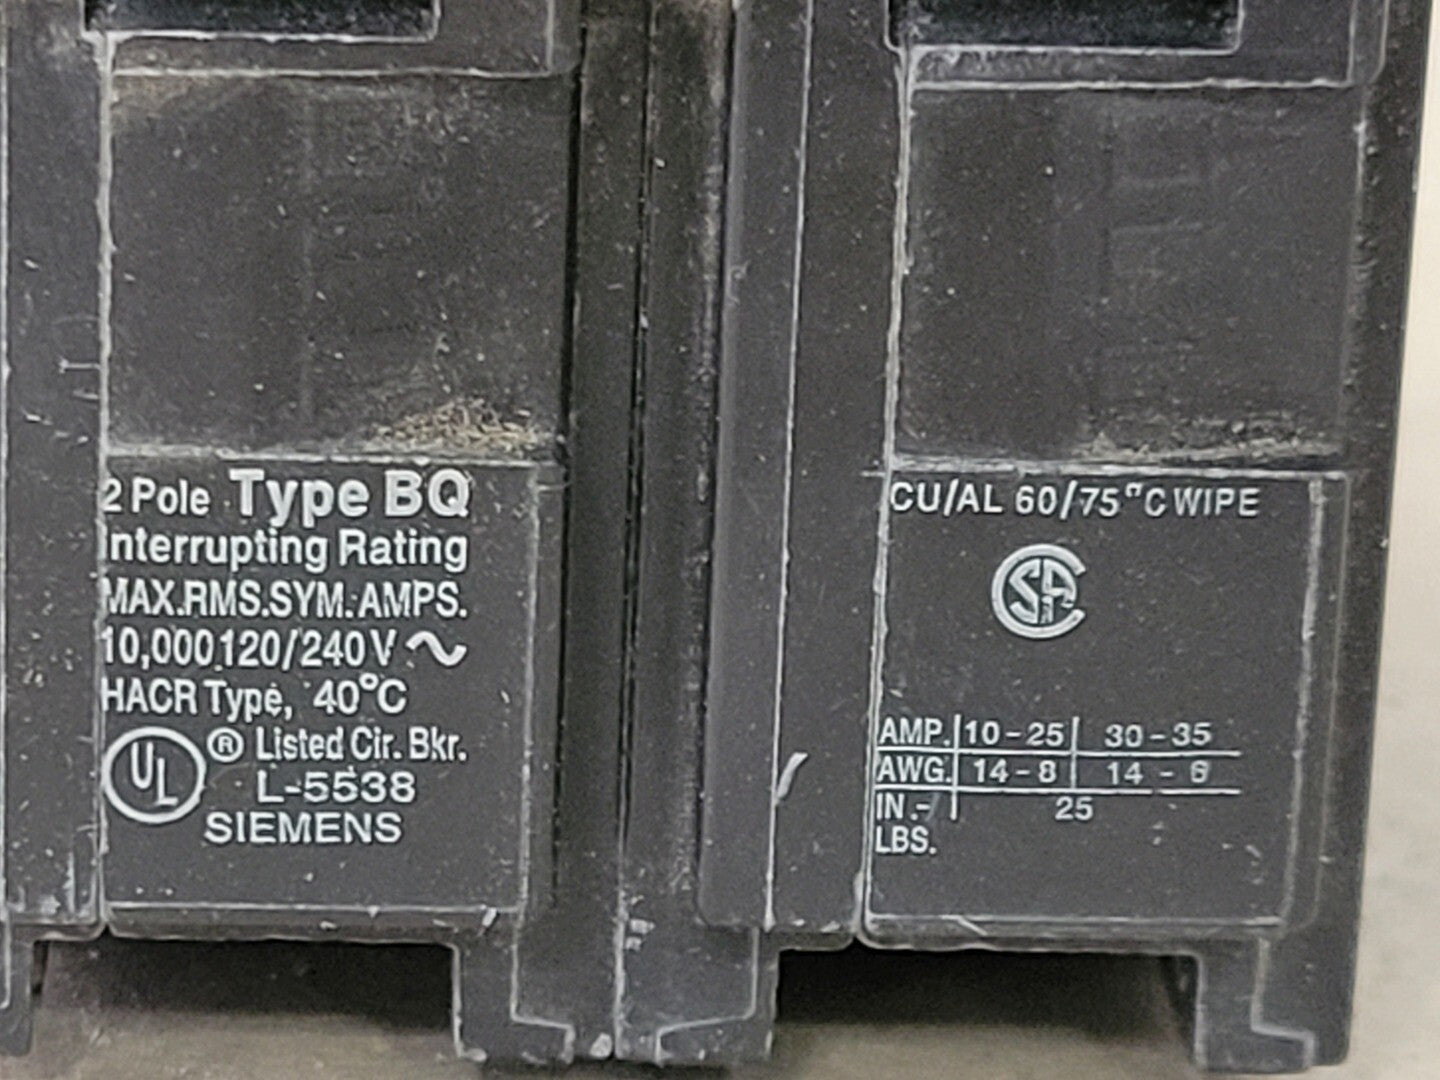 2 Pole Type BQ
Interrupting Rating
MAX.RMS.SYM.AMPS.
10,000 120/240V ~
HACR Type, 40°C
UL ® Listed Cir. Bkr.
L-5538
SIEMENS
CU/AL 60/75°C WIPE
CSA
AMP. 10-25 30-35
AWG. 14-8 14-6
IN.- 25
LBS.